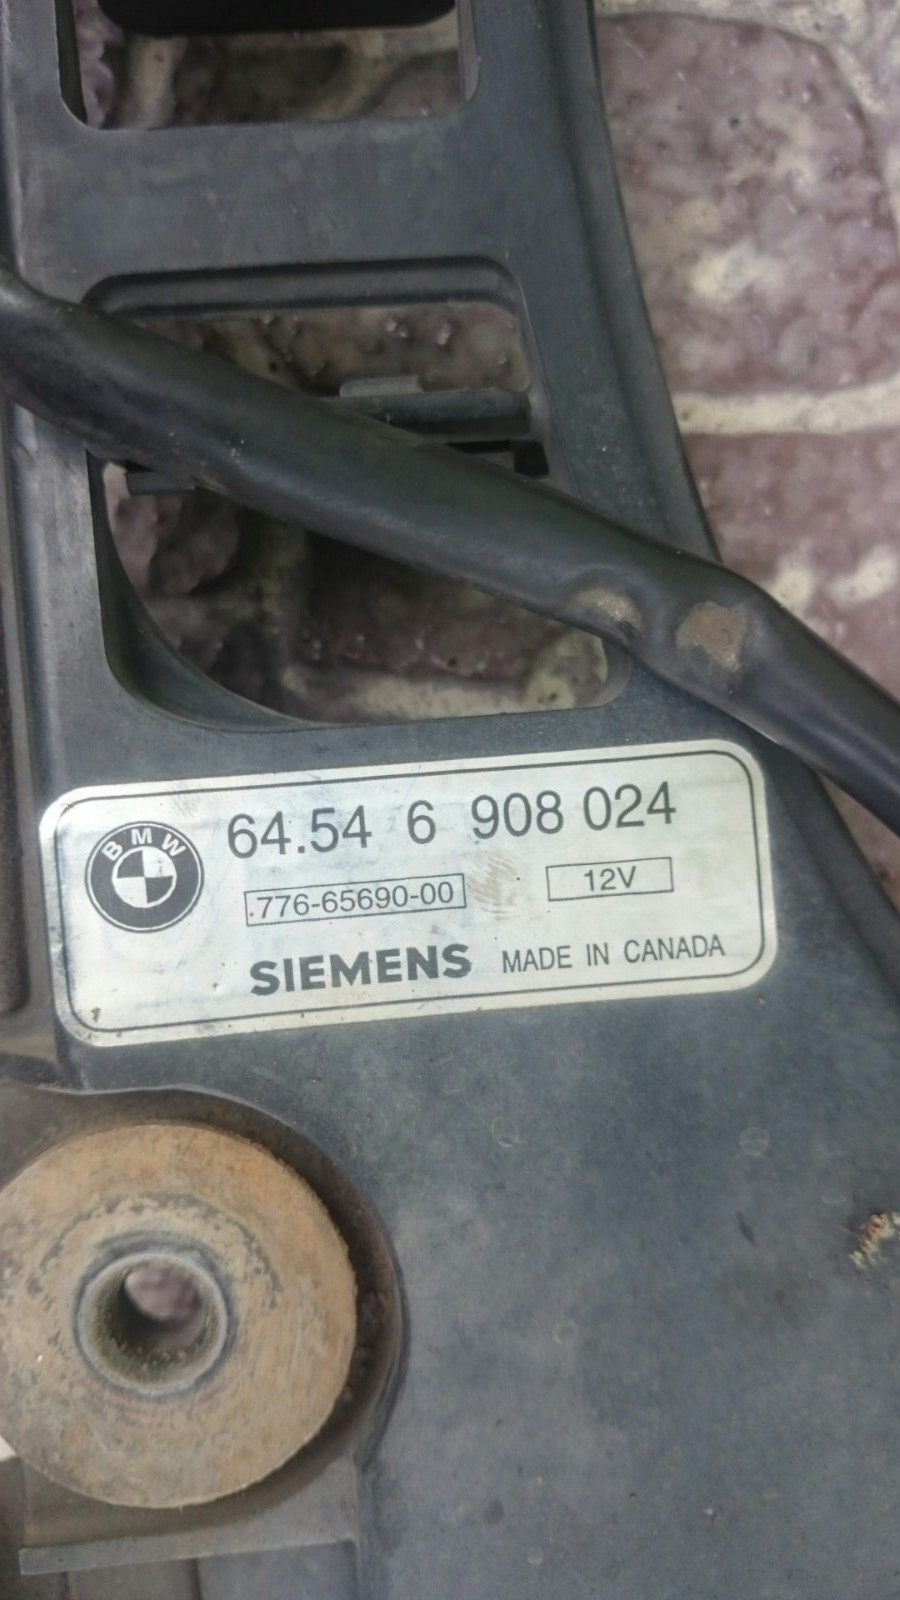 BMW
64.54 6 908 024
776-65690-00
12V
SIEMENS MADE IN CANADA